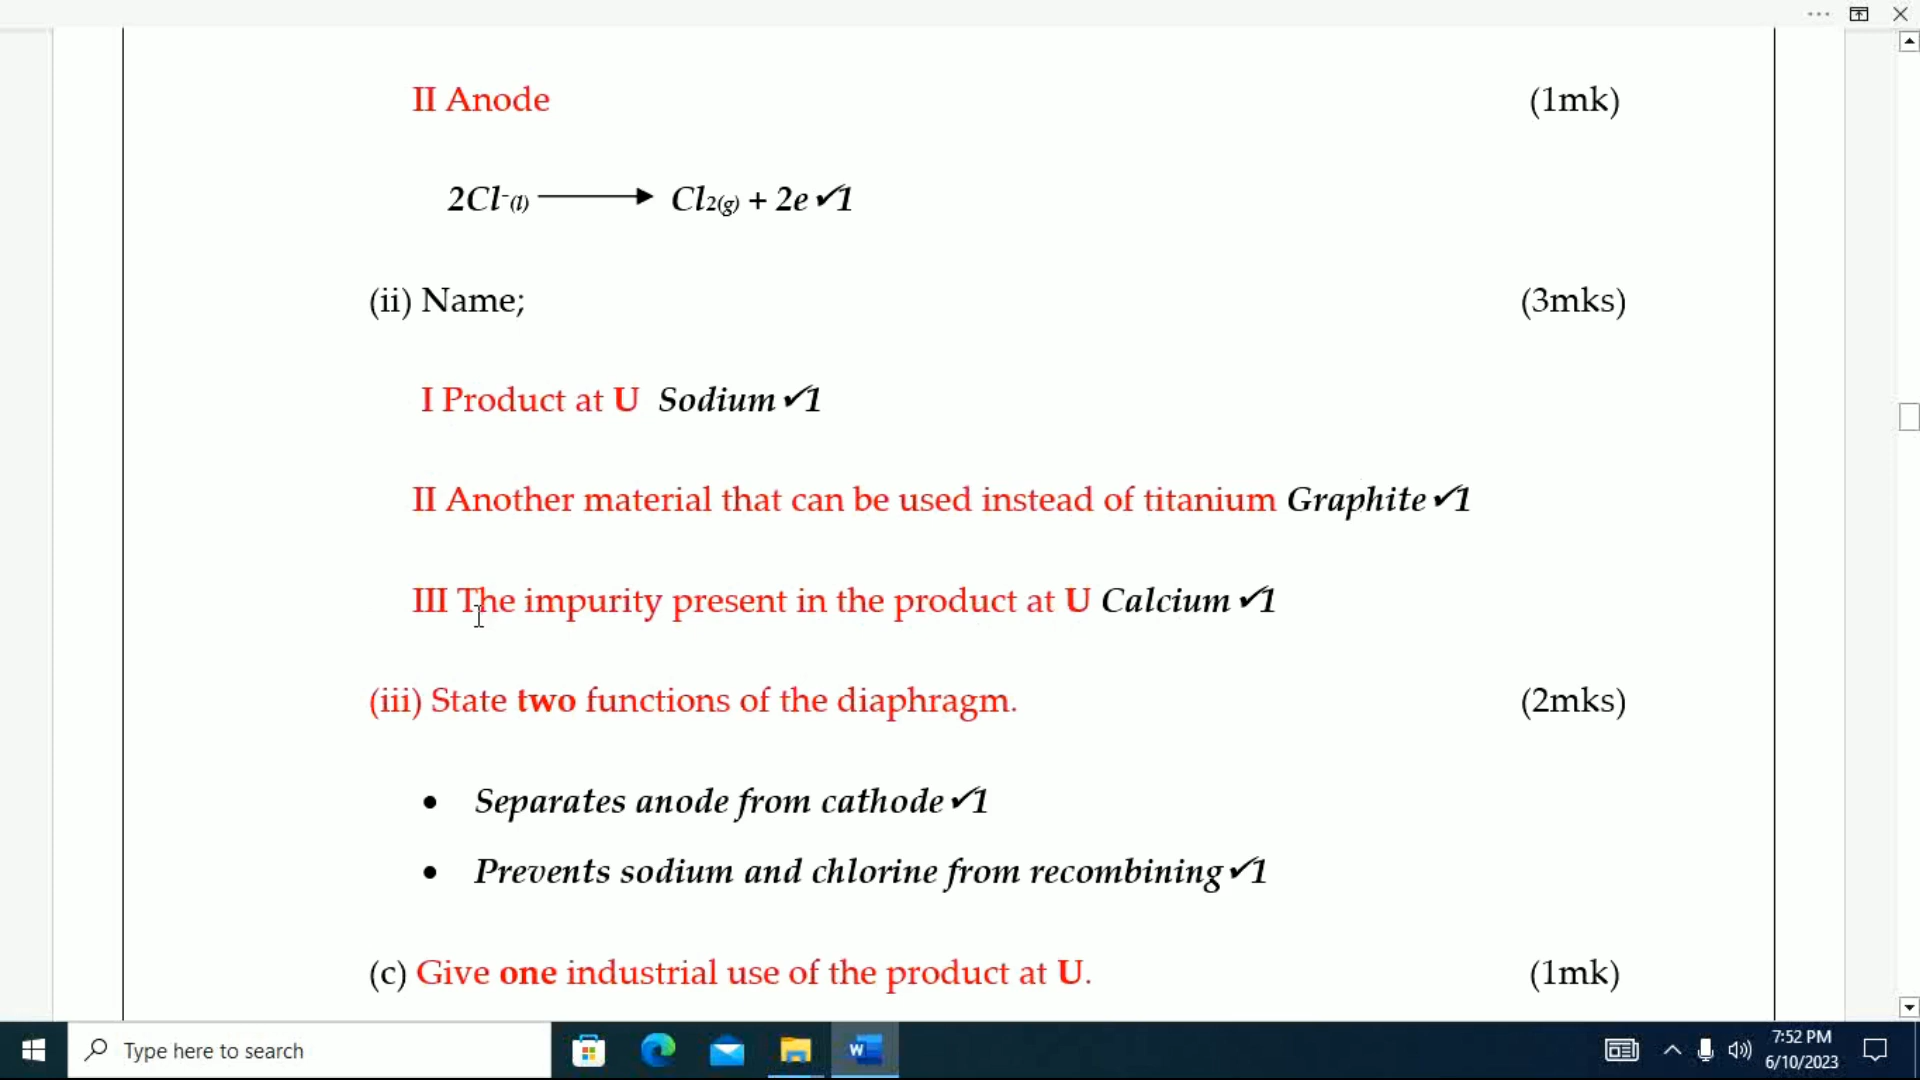 II Anode (1mk)
2Cl⁻(l) ⟶ Cl₂(g) + 2e ✓1
(ii) Name; (3mks)
I Product at U Sodium ✓1
II Another material that can be used instead of titanium Graphite ✓1
III The impurity present in the product at U Calcium ✓1
(iii) State two functions of the diaphragm. (2mks)
• Separates anode from cathode ✓1
• Prevents sodium and chlorine from recombining ✓1
(c) Give one industrial use of the product at U. (1mk)
Type here to search
7:52 PM
6/10/2023